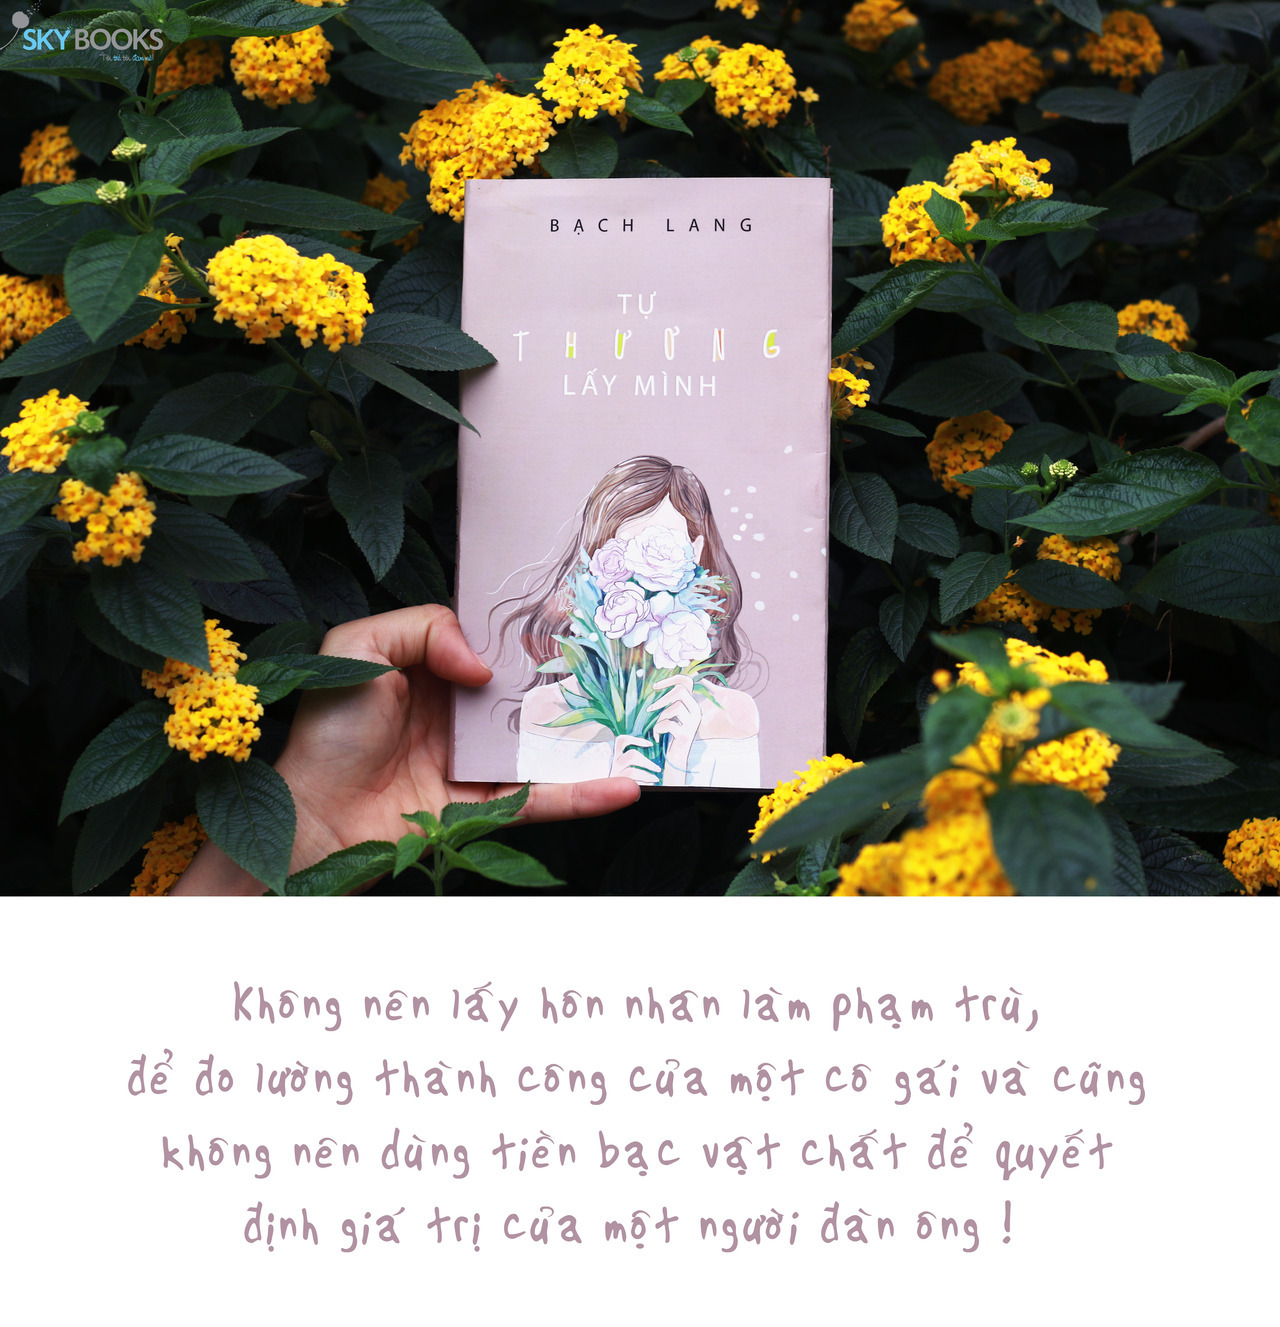 SKYBOOKS
BẠCH LANG
TỰ
THƯƠNG
LẤY MÌNH
Không nên lấy hôn nhân làm phạm trù,
để đo lường thành công của một cô gái và cũng
không nên dùng tiền bạc vật chất để quyết
định giá trị của một người đàn ông !